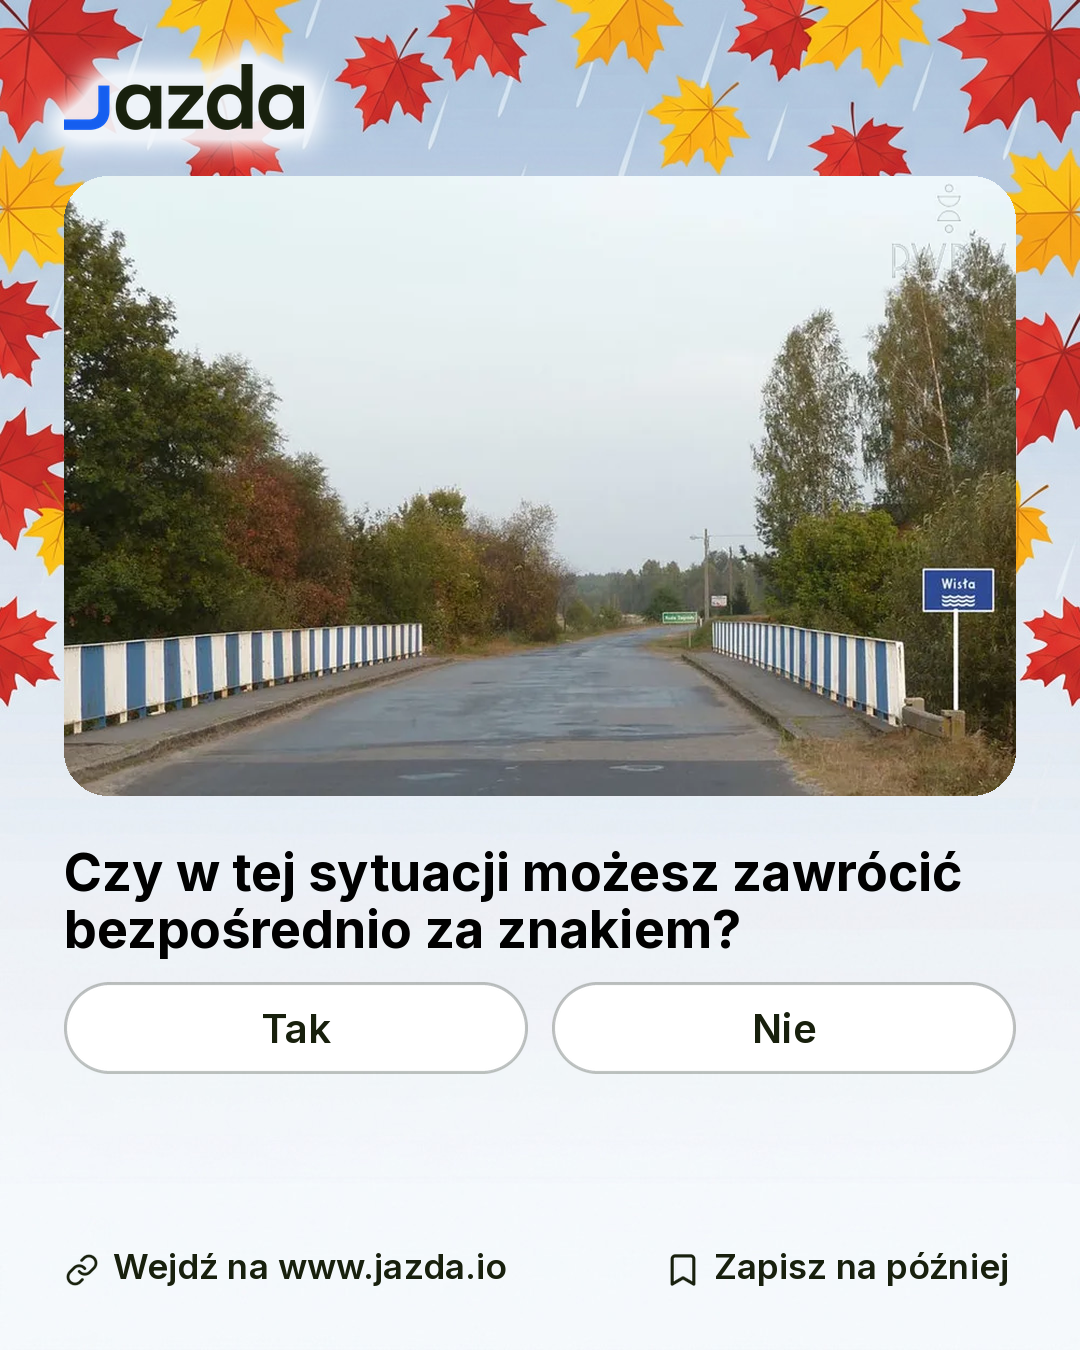 Jazda
PWPW
Wisła
Czy w tej sytuacji możesz zawrócić
bezpośrednio za znakiem?
Tak
Nie
Wejdź na www.jazda.io
Zapisz na później